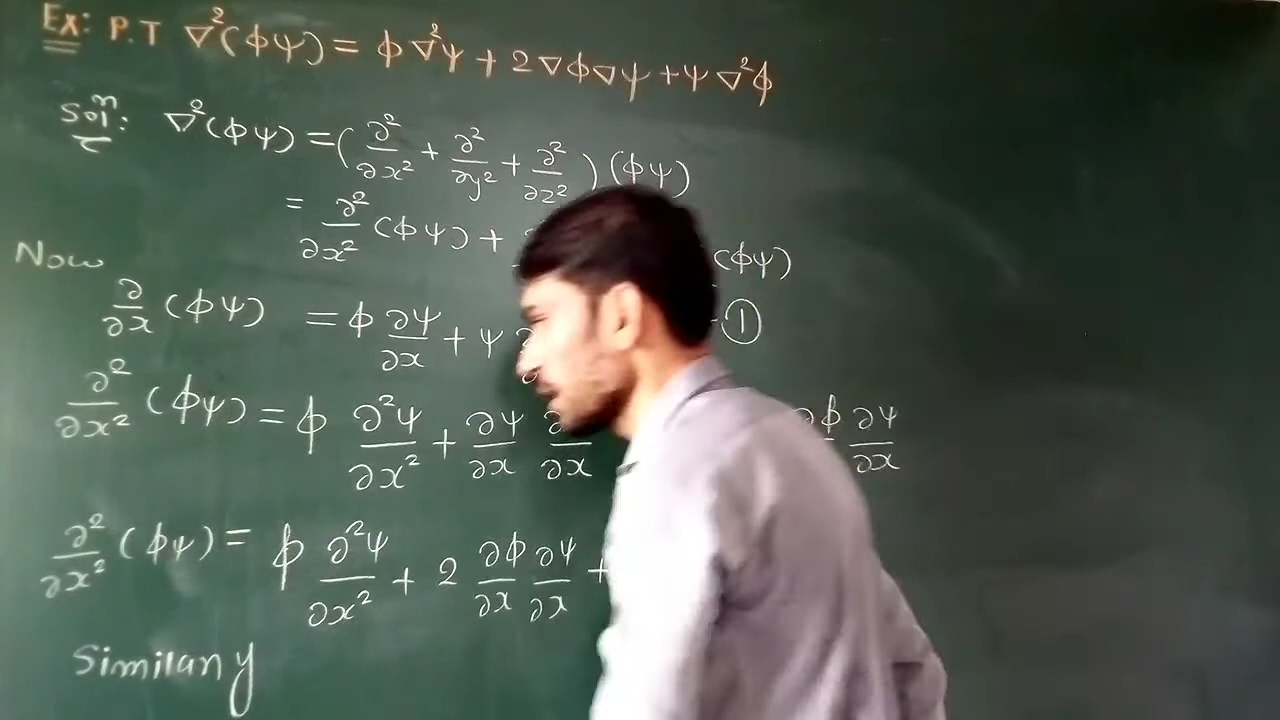 Ex: P.T ∇²(ϕψ) = ϕ∇²ψ + 2∇ϕ∇ψ + ψ∇²ϕ
Solⁿ: ∇²(ϕψ) = (∂²/∂x² + ∂²/∂y² + ∂²/∂z²)(ϕψ)
= ∂²/∂x² (ϕψ) + (ϕψ)
Now
∂/∂x (ϕψ) = ϕ ∂ψ/∂x + ψ - ①
∂²/∂x² (ϕψ) = ϕ ∂²ψ/∂x² + ∂ψ/∂x ∂/∂x ∂ϕ ∂ψ/∂x
∂²/∂x² (ϕψ) = ϕ ∂²ψ/∂x² + 2 ∂ϕ/∂x ∂ψ/∂x +
Similarly